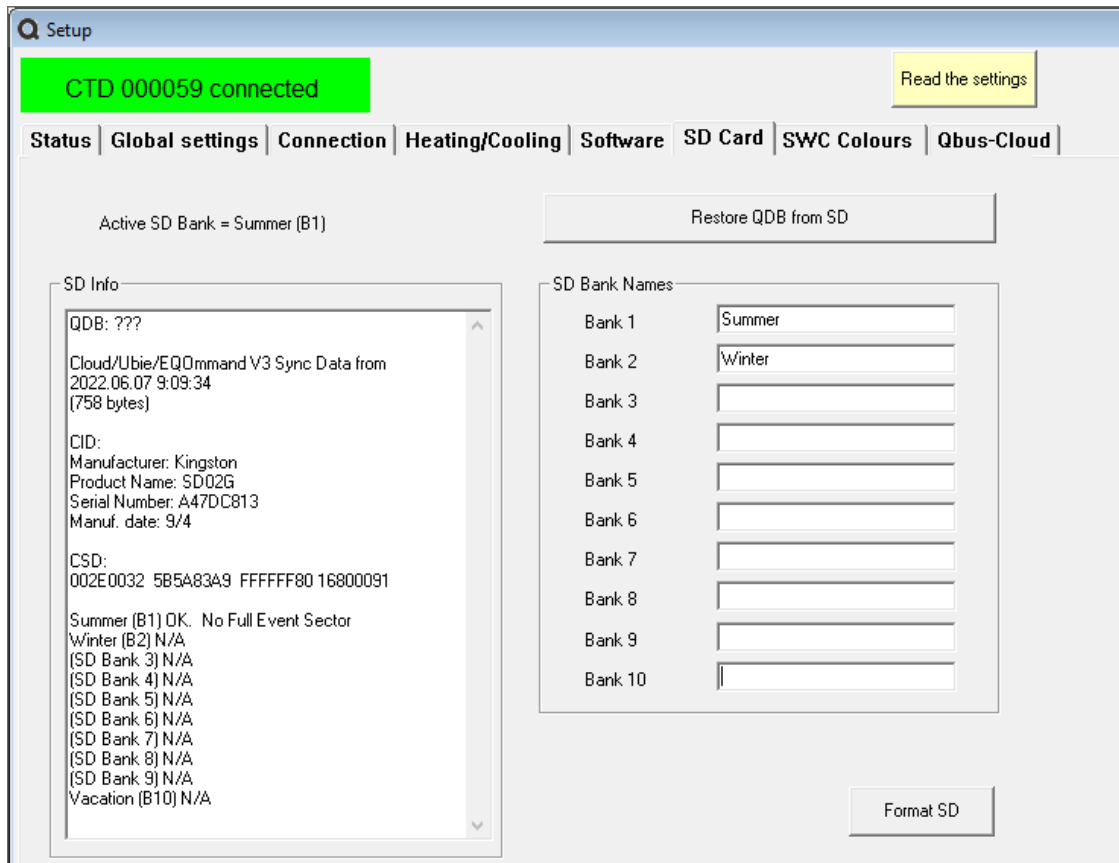 Setup
CTD 000059 connected
Read the settings
Status Global settings Connection Heating/Cooling Software SD Card SWC Colours Qbus-Cloud
Active SD Bank = Summer (B1)
Restore QDB from SD
SD Info
QDB: ???
Cloud/Ubie/EQOmmand V3 Sync Data from
2022.06.07 9:09:34
(758 bytes)
CID:
Manufacturer: Kingston
Product Name: SD02G
Serial Number: A47DC813
Manuf. date: 9/4
CSD:
002E0032 5B5A83A9 FFFFFF80 16800091
Summer (B1) OK. No Full Event Sector
Winter (B2) N/A
(SD Bank 3) N/A
(SD Bank 4) N/A
(SD Bank 5) N/A
(SD Bank 6) N/A
(SD Bank 7) N/A
(SD Bank 8) N/A
(SD Bank 9) N/A
Vacation (B10) N/A
SD Bank Names
Bank 1 Summer
Bank 2 Winter
Bank 3
Bank 4
Bank 5
Bank 6
Bank 7
Bank 8
Bank 9
Bank 10
Format SD